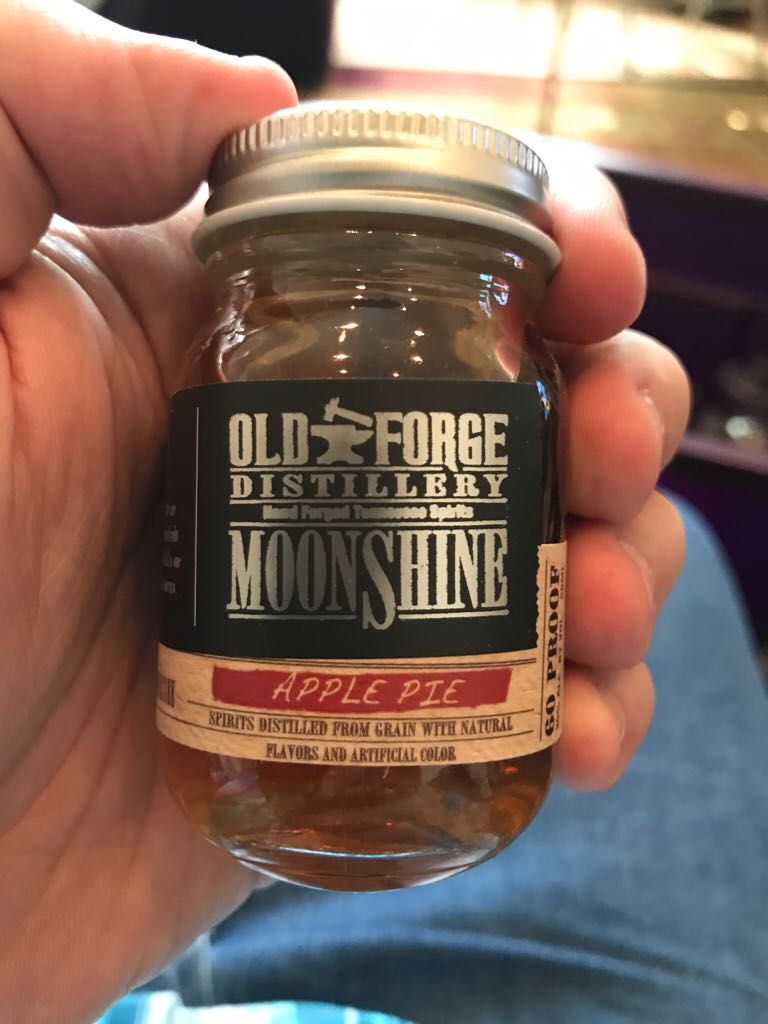 OLD FORGE
DISTILLERY
Hand Forged Tennessee Spirits
MOONSHINE
APPLE PIE
SPIRITS DISTILLED FROM GRAIN WITH NATURAL
FLAVORS AND ARTIFICIAL COLOR
60 PROOF